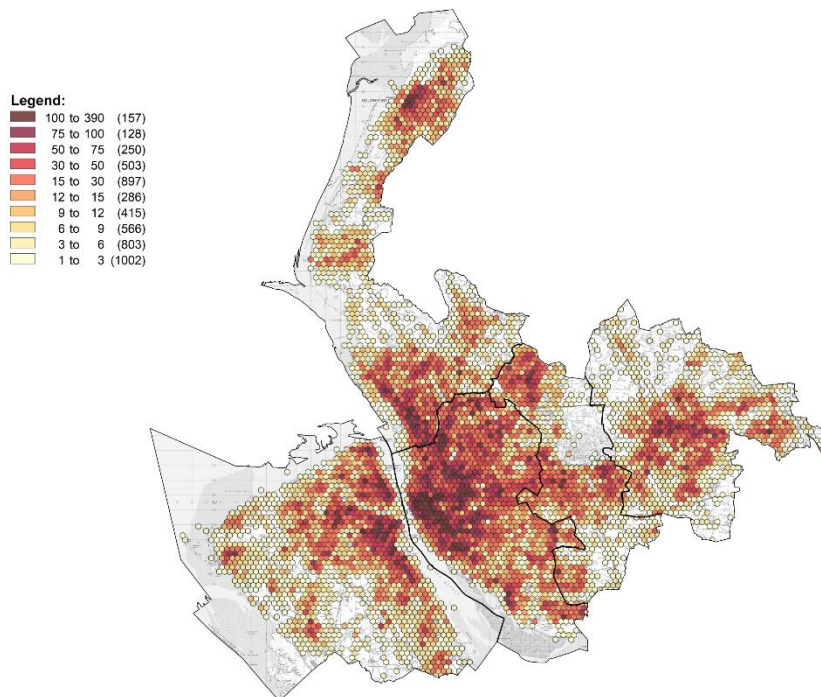 Legend:
100 to 390 (157)
75 to 100 (128)
50 to 75 (250)
30 to 50 (503)
15 to 30 (897)
12 to 15 (286)
9 to 12 (415)
6 to 9 (566)
3 to 6 (803)
1 to 3 (1002)